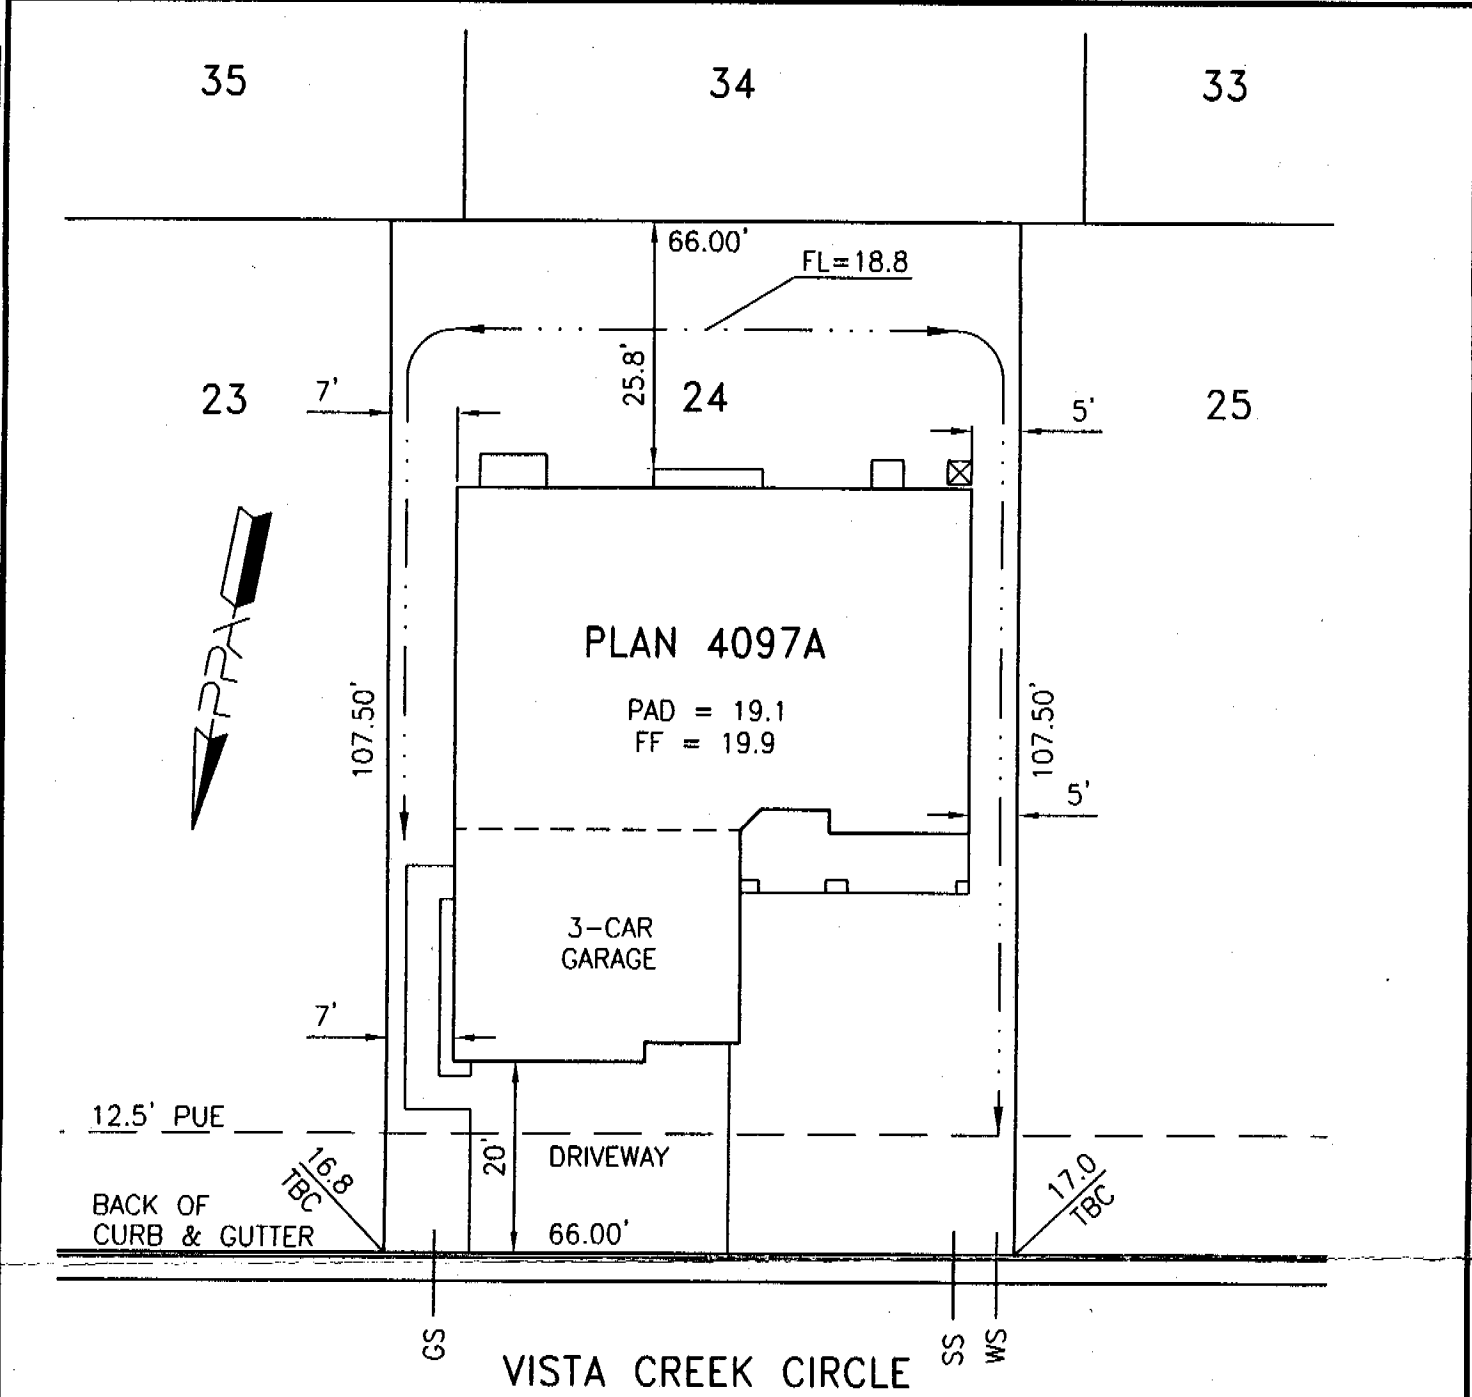 35
34
33
66.00'
FL=18.8
25.8'
23
7'
24
5'
25
PLAN 4097A
PAD = 19.1
FF = 19.9
107.50'
107.50'
5'
3-CAR
GARAGE
7'
12.5' PUE
20'
DRIVEWAY
16.8
TBC
17.0
TBC
BACK OF
CURB & GUTTER
66.00'
GS
SS
WS
VISTA CREEK CIRCLE